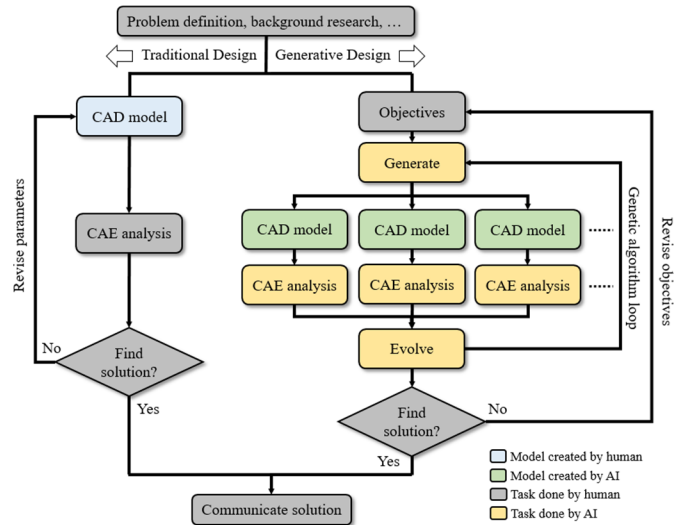 Problem definition, background research, …
Traditional Design
Generative Design
CAD model
Objectives
Generate
CAE analysis
CAD model
CAD model
CAD model
CAE analysis
CAE analysis
CAE analysis
Revise parameters
Genetic algorithm loop
Revise objectives
Evolve
No
Find
solution?
Yes
Find
solution?
No
Yes
Communicate solution
Model created by human
Model created by AI
Task done by human
Task done by AI